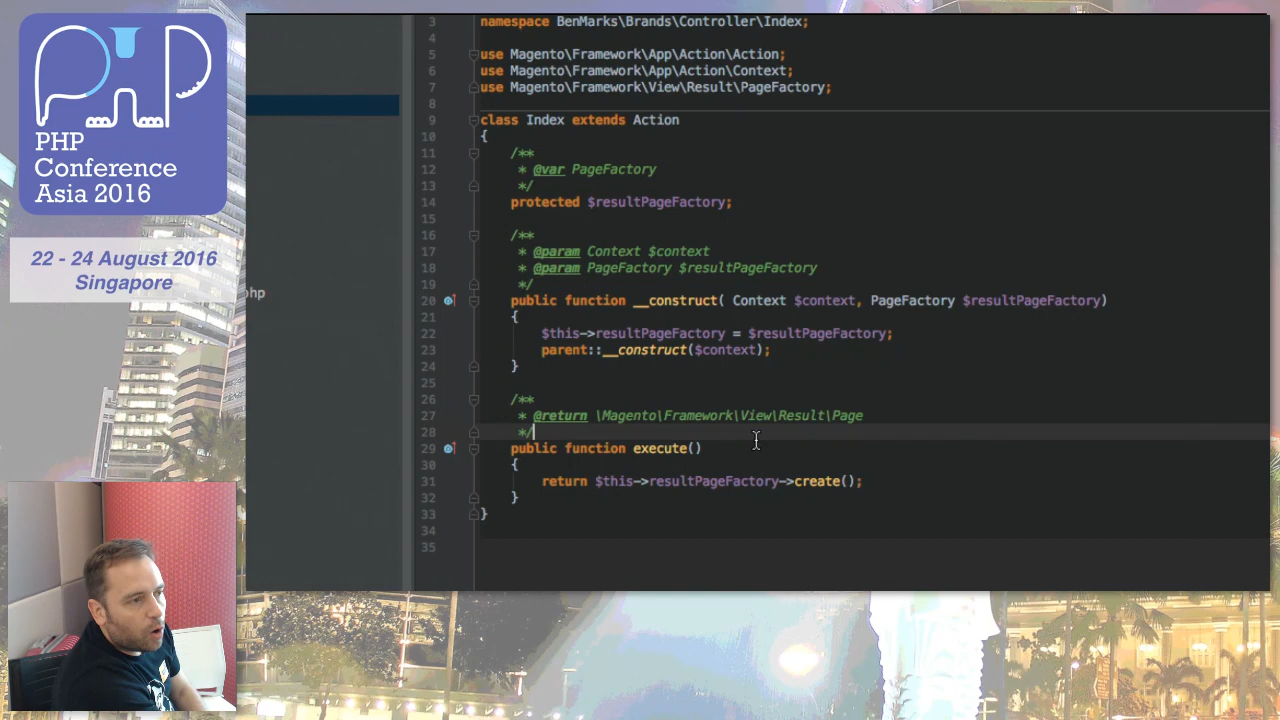 PHP
PHP
Conference
Asia 2016
22 - 24 August 2016
Singapore
hp
3 namespace BenMarks\Brands\Controller\Index;
4
5 use Magento\Framework\App\Action\Action;
6 use Magento\Framework\App\Action\Context;
7 use Magento\Framework\View\Result\PageFactory;
8
9 class Index extends Action
10 {
11 /**
12 * @var PageFactory
13 */
14 protected $resultPageFactory;
15
16 /**
17 * @param Context $context
18 * @param PageFactory $resultPageFactory
19 */
20 public function __construct( Context $context, PageFactory $resultPageFactory)
21 {
22 $this->resultPageFactory = $resultPageFactory;
23 parent::__construct($context);
24 }
25
26 /**
27 * @return \Magento\Framework\View\Result\Page
28 */
29 public function execute()
30 {
31 return $this->resultPageFactory->create();
32 }
33 }
34
35